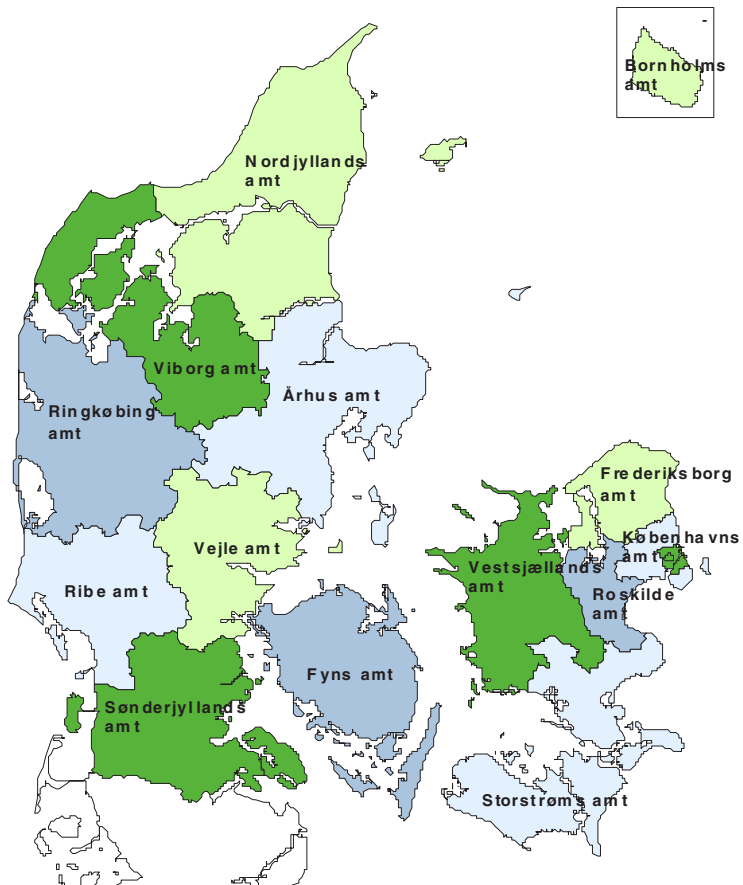 Bornholms
amt
Nordjyllands
amt
Viborg amt
Århus amt
Ringkøbing
amt
Frederiksborg
amt
Københavns
amt
Vejle amt
Vestsjællands
amt
Ribe amt
Roskilde
amt
Fyns amt
Sønderjyllands
amt
Storstrøms amt